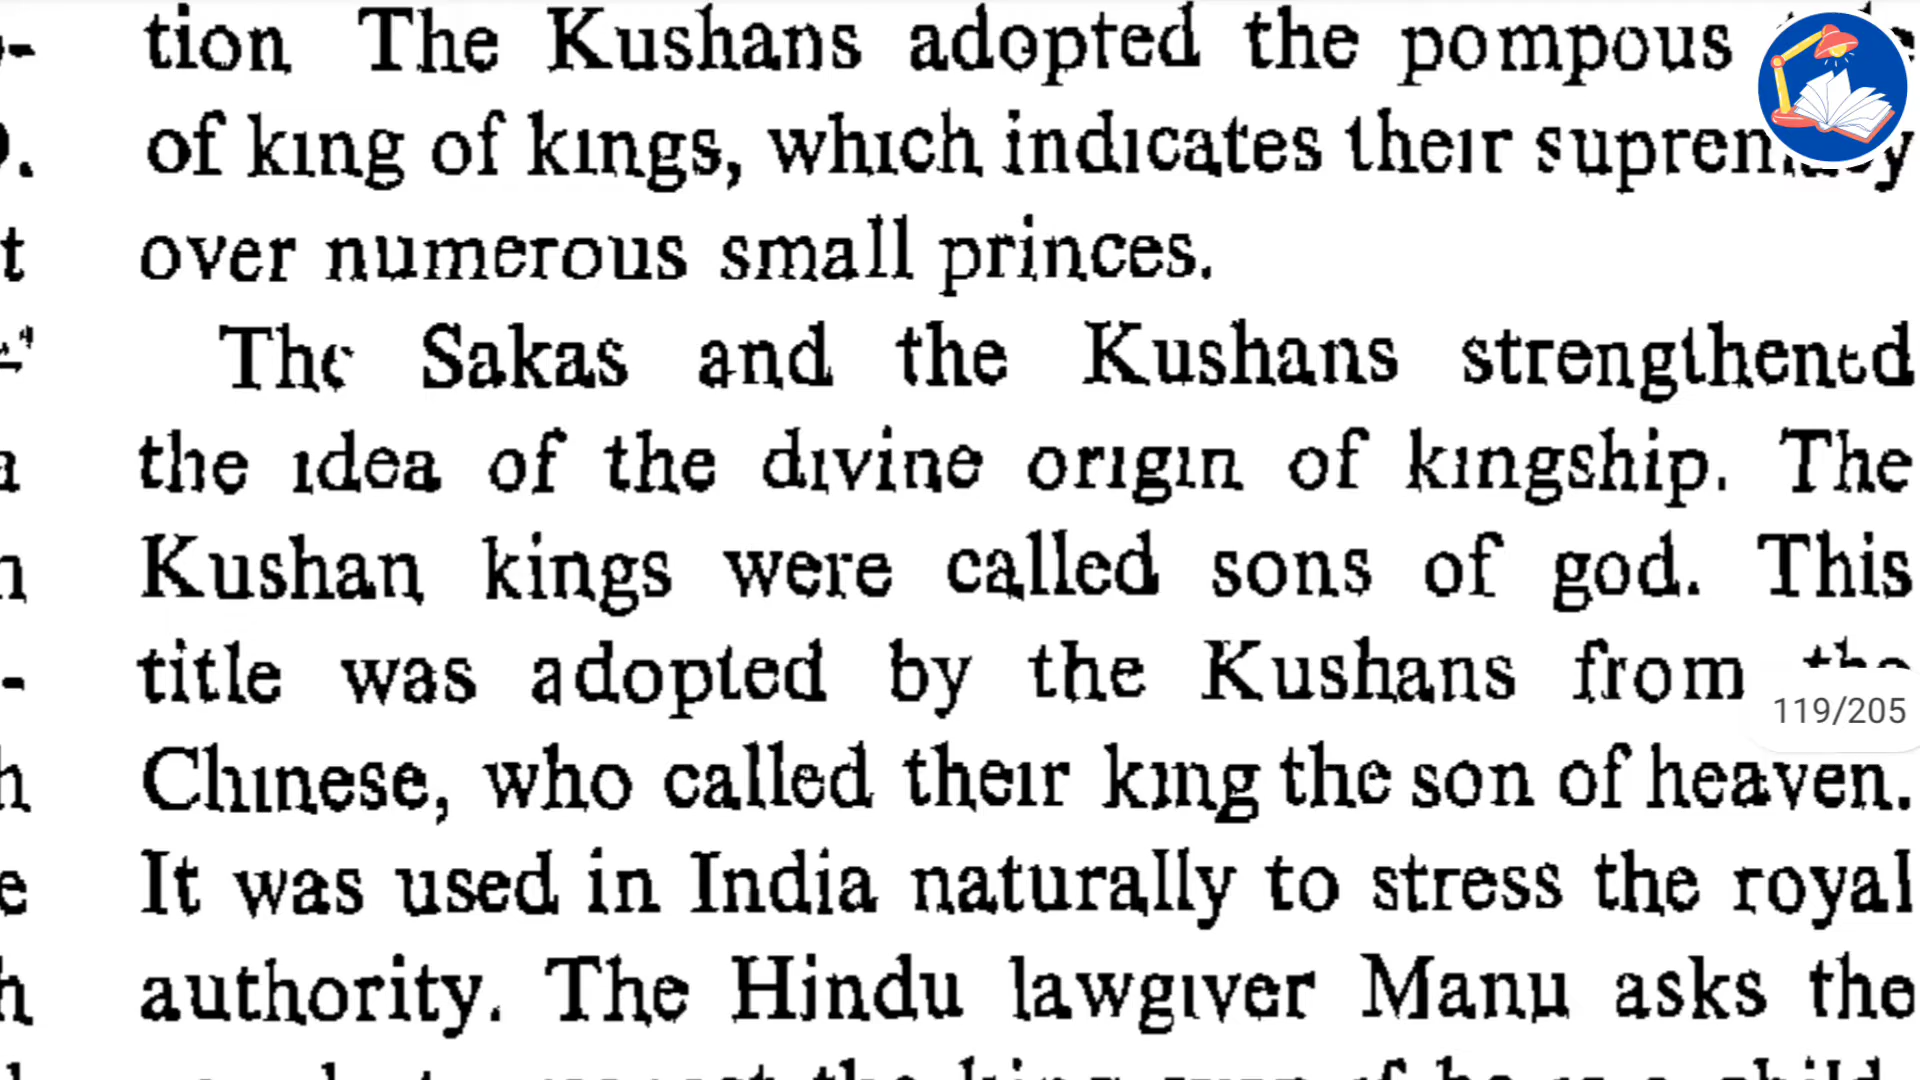 tion The Kushans adopted the pompous
of king of kings, which indicates their supremacy
over numerous small princes.
The Sakas and the Kushans strengthened
the idea of the divine origin of kingship. The
Kushan kings were called sons of god. This
title was adopted by the Kushans from the
119/205
Chinese, who called their king the son of heaven.
It was used in India naturally to stress the royal
authority. The Hindu lawgiver Manu asks the